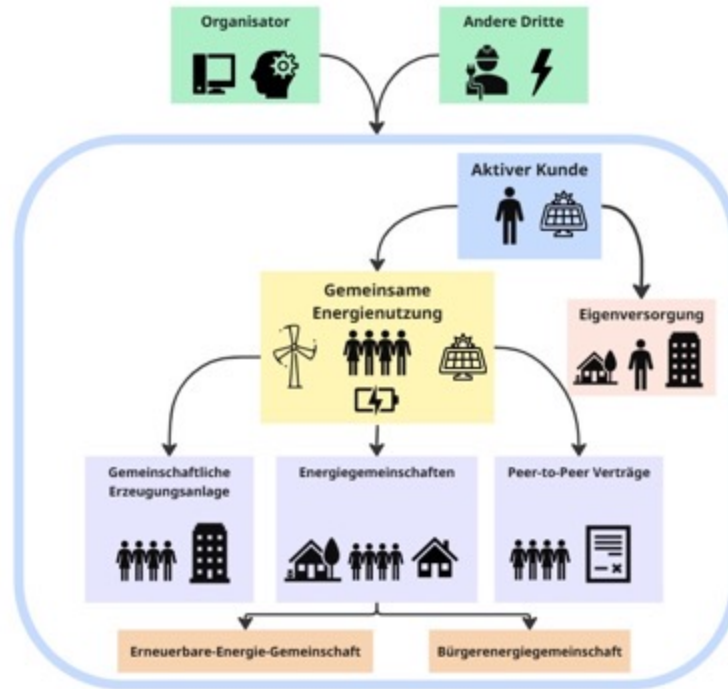 Organisator
Andere Dritte
Aktiver Kunde
Gemeinsame
Energienutzung
Eigenversorgung
Gemeinschaftliche
Erzeugungsanlage
Energiegemeinschaften
Peer-to-Peer Verträge
Erneuerbare-Energie-Gemeinschaft
Bürgerenergiegemeinschaft